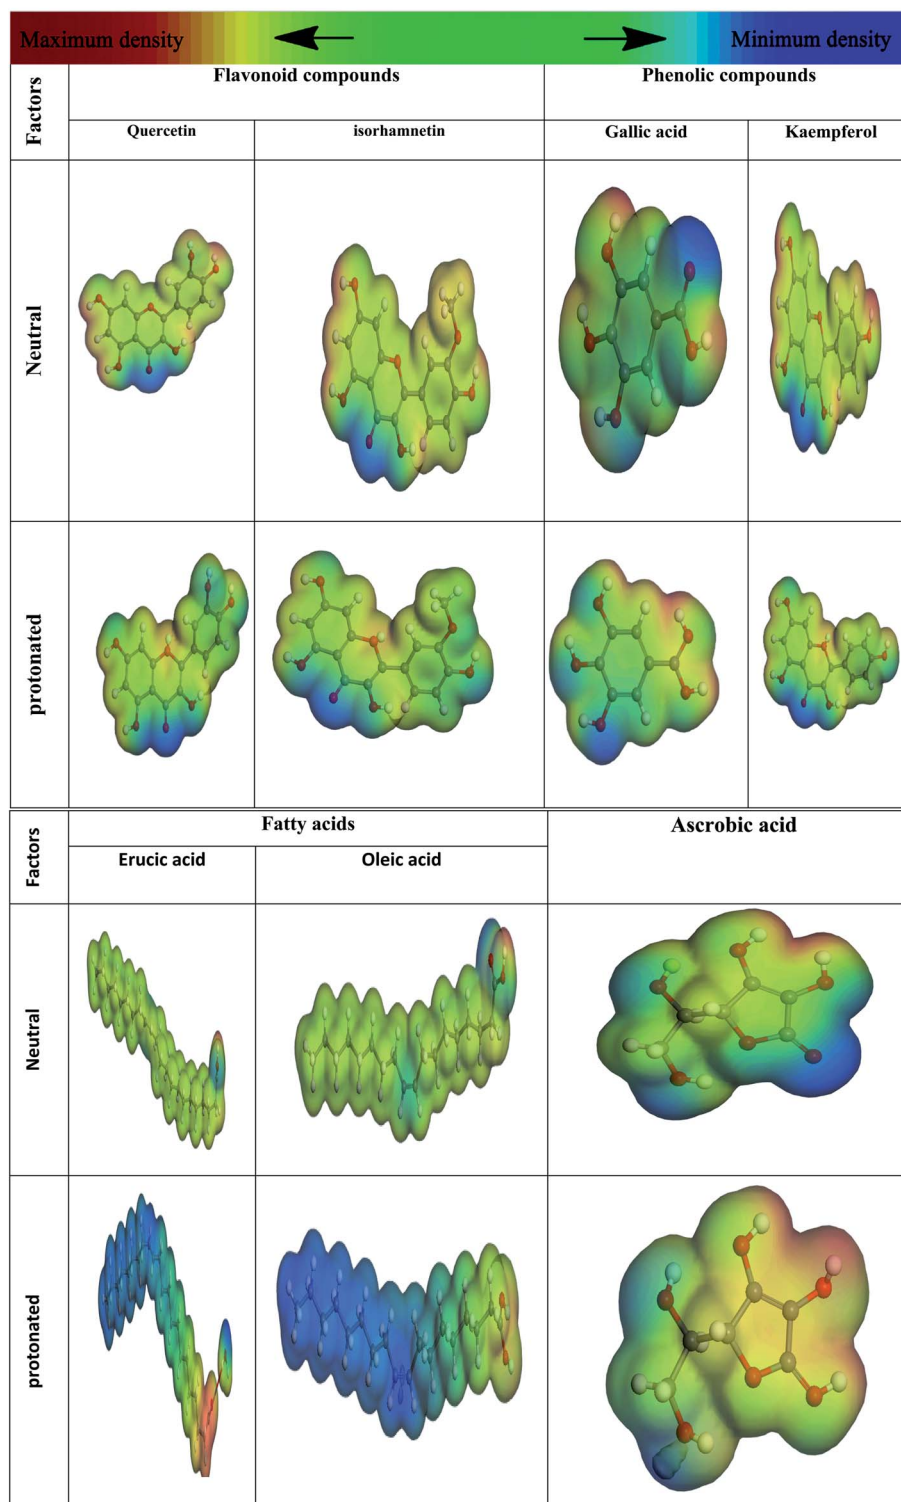 Maximum density
Minimum density
Factors
Flavonoid compounds
Phenolic compounds
Quercetin
isorhamnetin
Gallic acid
Kaempferol
Neutral
protonated
Factors
Fatty acids
Ascrobic acid
Erucic acid
Oleic acid
Neutral
protonated